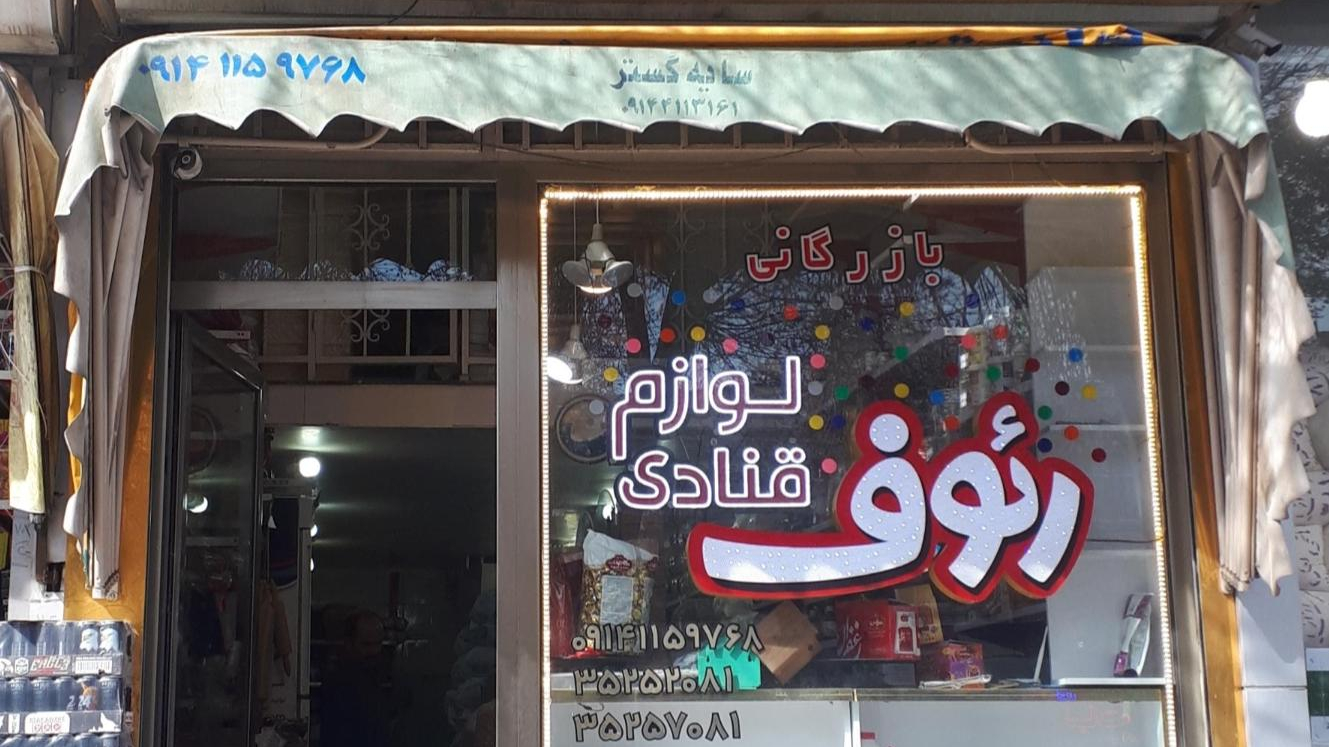 ۰۹۱۴ ۱۱۵ ۹۷۶۸
سایه گستر
۰۹۱۴۴۱۱۳۱۶۱
بازرگانی
لوازم
قنادی
رئوف
۰۹۱۴۱۱۵۹۷۶۸
۳۵۲۵۲۰۸۱
۳۵۲۵۷۰۸۱